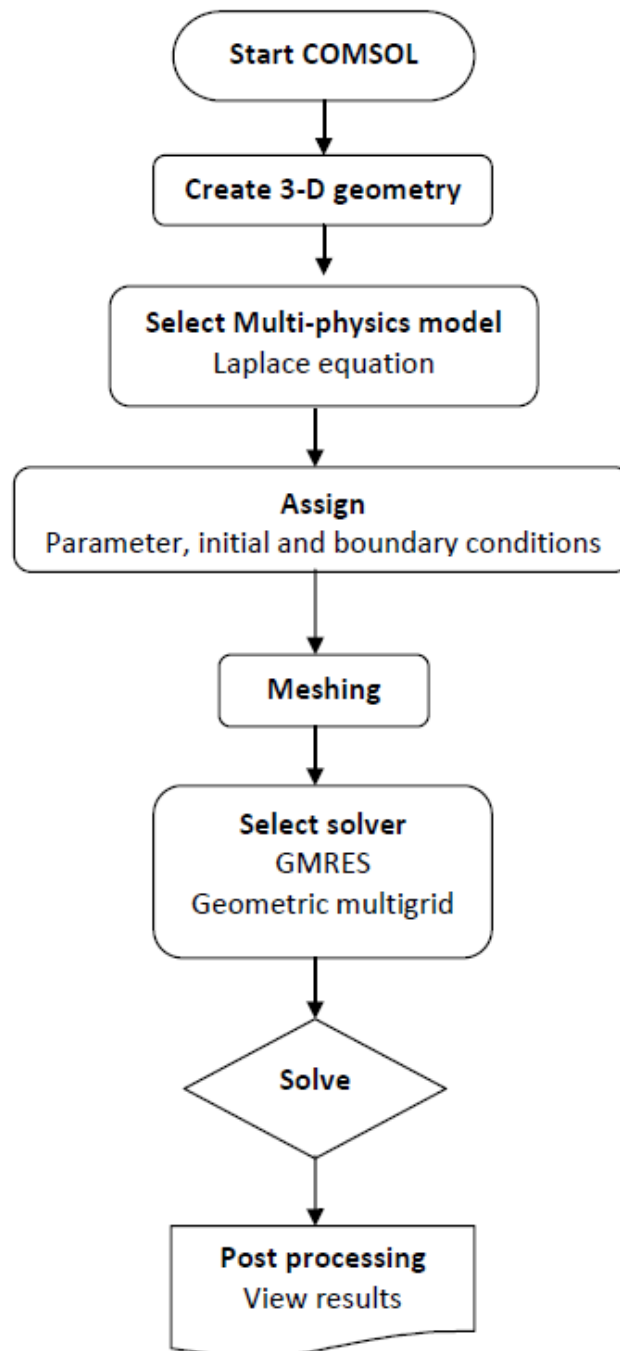 Start COMSOL
Create 3-D geometry
Select Multi-physics model
Laplace equation
Assign
Parameter, initial and boundary conditions
Meshing
Select solver
GMRES
Geometric multigrid
Solve
Post processing
View results